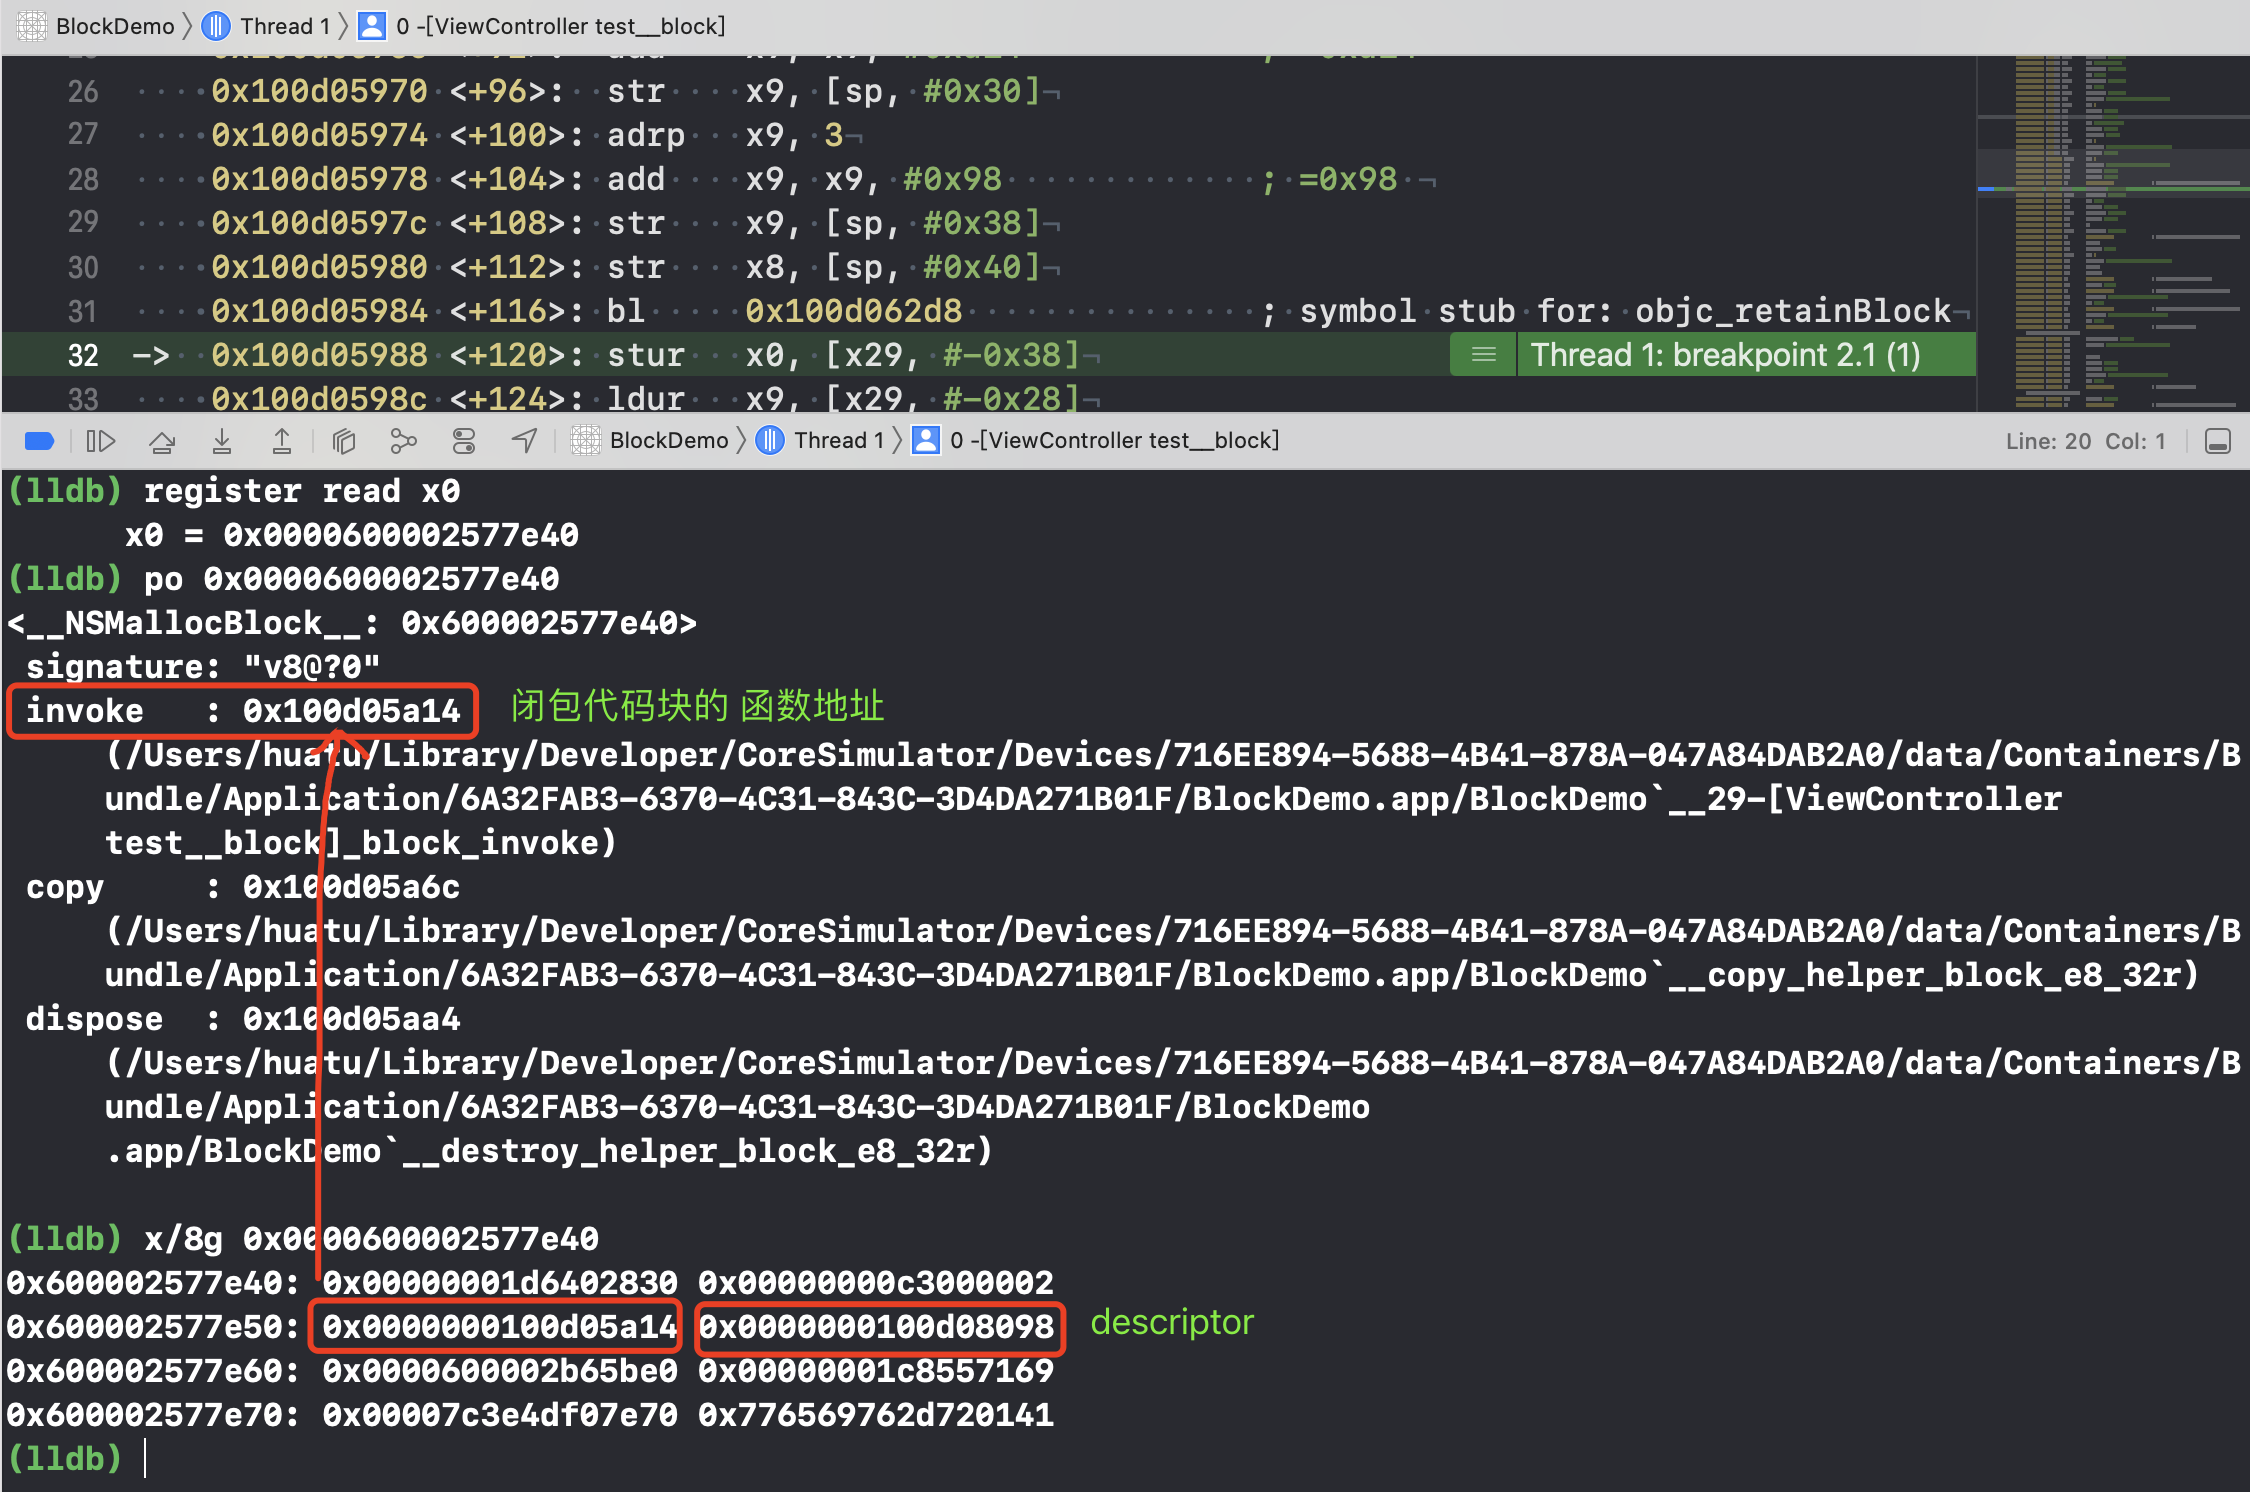 BlockDemo 〉 Thread 1 〉 0 -[ViewController test__block]
26 0x100d05970 <+96>: str x9, [sp, #0x30]
27 0x100d05974 <+100>: adrp x9, 3
28 0x100d05978 <+104>: add x9, x9, #0x98 ; =0x98
29 0x100d0597c <+108>: str x9, [sp, #0x38]
30 0x100d05980 <+112>: str x8, [sp, #0x40]
31 0x100d05984 <+116>: bl 0x100d062d8 ; symbol stub for: objc_retainBlock
32 -> 0x100d05988 <+120>: stur x0, [x29, #-0x38] Thread 1: breakpoint 2.1 (1)
33 0x100d0598c <+124>: ldur x9, [x29, #-0x28]
BlockDemo 〉 Thread 1 〉 0 -[ViewController test__block] Line: 20 Col: 1
(lldb) register read x0
x0 = 0x0000600002577e40
(lldb) po 0x0000600002577e40
<__NSMallocBlock__: 0x600002577e40>
signature: "v8@?0"
invoke : 0x100d05a14 闭包代码块的 函数地址
(/Users/huatu/Library/Developer/CoreSimulator/Devices/716EE894-5688-4B41-878A-047A84DAB2A0/data/Containers/B
undle/Application/6A32FAB3-6370-4C31-843C-3D4DA271B01F/BlockDemo.app/BlockDemo`__29-[ViewController
test__block]_block_invoke)
copy : 0x100d05a6c
(/Users/huatu/Library/Developer/CoreSimulator/Devices/716EE894-5688-4B41-878A-047A84DAB2A0/data/Containers/B
undle/Application/6A32FAB3-6370-4C31-843C-3D4DA271B01F/BlockDemo.app/BlockDemo`__copy_helper_block_e8_32r)
dispose : 0x100d05aa4
(/Users/huatu/Library/Developer/CoreSimulator/Devices/716EE894-5688-4B41-878A-047A84DAB2A0/data/Containers/B
undle/Application/6A32FAB3-6370-4C31-843C-3D4DA271B01F/BlockDemo
.app/BlockDemo`__destroy_helper_block_e8_32r)
(lldb) x/8g 0x0000600002577e40
0x600002577e40: 0x00000001d6402830 0x00000000c3000002
0x600002577e50: 0x0000000100d05a14 0x0000000100d08098 descriptor
0x600002577e60: 0x0000600002b65be0 0x00000001c8557169
0x600002577e70: 0x00007c3e4df07e70 0x776569762d720141
(lldb)